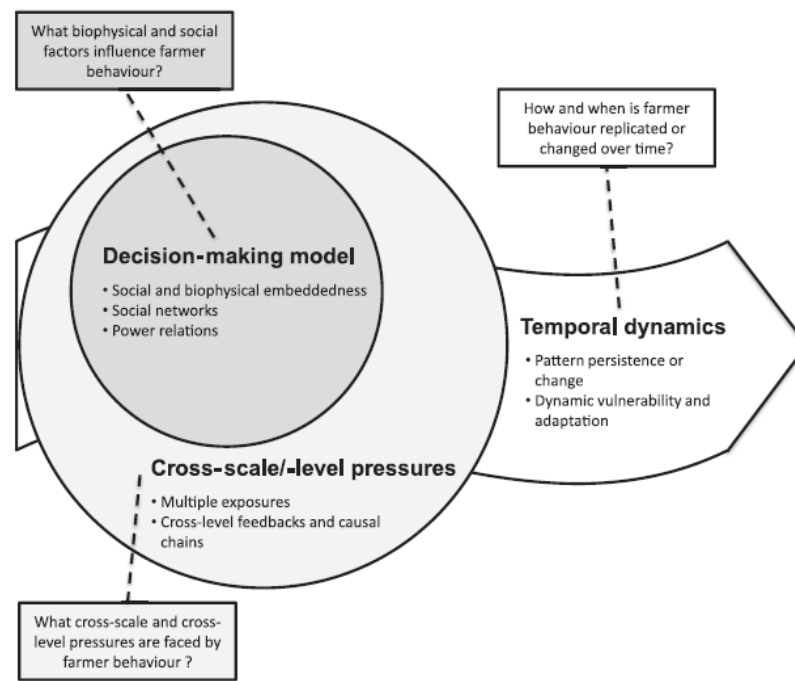 What biophysical and social
factors influence farmer
behaviour?
How and when is farmer
behaviour replicated or
changed over time?
Decision-making model
• Social and biophysical embeddedness
• Social networks
• Power relations
Temporal dynamics
• Pattern persistence or
change
• Dynamic vulnerability and
adaptation
Cross-scale/-level pressures
• Multiple exposures
• Cross-level feedbacks and causal
chains
What cross-scale and cross-
level pressures are faced by
farmer behaviour ?